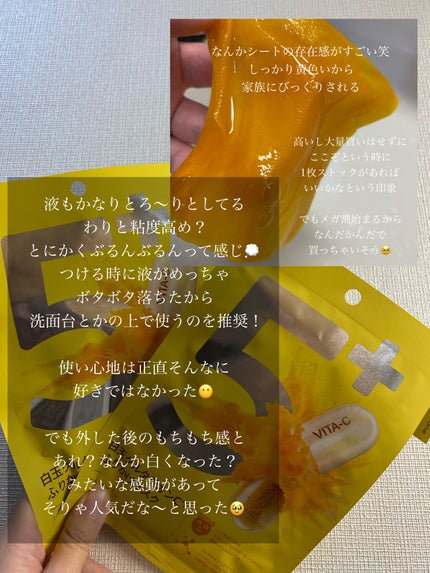 なんかシートの存在感がすごい笑
しっかり黄色いから
家族にびっくりされる
高いし大量買いはせずに
ここぞという時に
1枚ストックがあれば
いいかなという印象
でもメガ割始まるから
なんだかんだで
買っちゃいそう🥹
液もかなりとろ〜りとしてる
わりと粘度高め？
とにかくぷるんぷるんって感じ💭
つける時に液がめっちゃ
ボタボタ落ちたから
洗面台とかの上で使うのを推奨！
使い心地は正直そんなに
好きではなかった😶
でも外した後のもちもち感と
あれ？なんか白くなった？
みたいな感動があって
そりゃ人気だな〜と思った🥹
5
5+
VITA-C
白玉